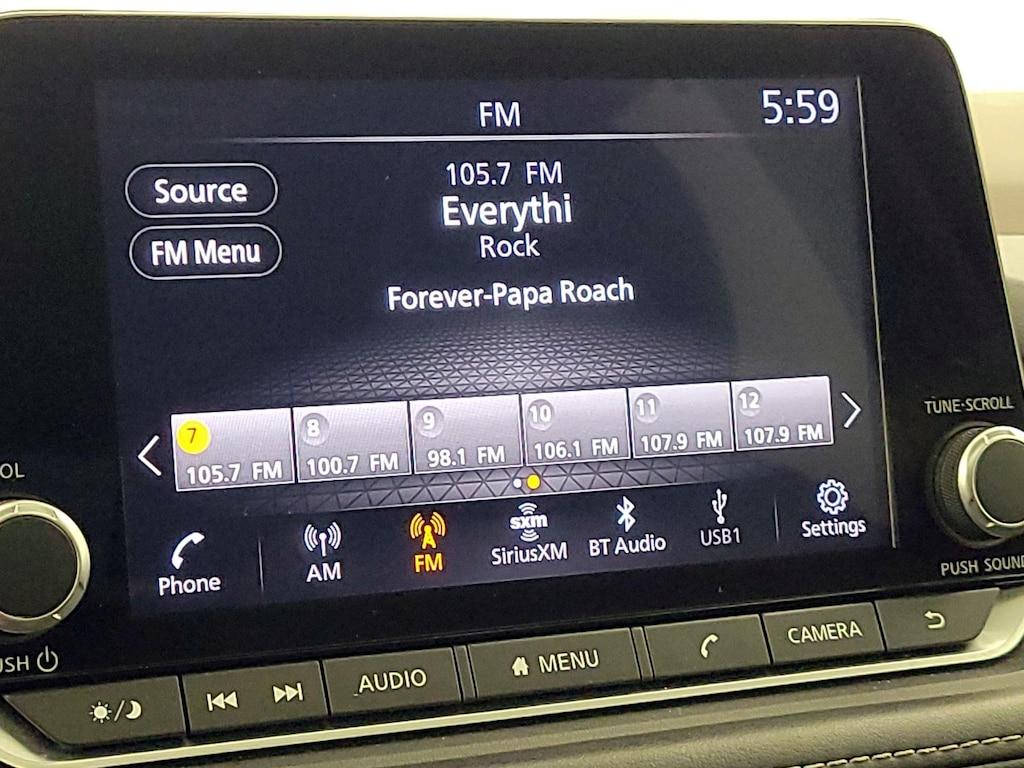 FM
5:59
Source
FM Menu
105.7 FM
Everythi
Rock
Forever-Papa Roach
7
105.7 FM
8
100.7 FM
9
98.1 FM
10
106.1 FM
11
107.9 FM
12
107.9 FM
Phone
AM
FM
sxm
SiriusXM
BT Audio
USB1
Settings
OL
USH
TUNE·SCROLL
PUSH SOUN
AUDIO
MENU
CAMERA